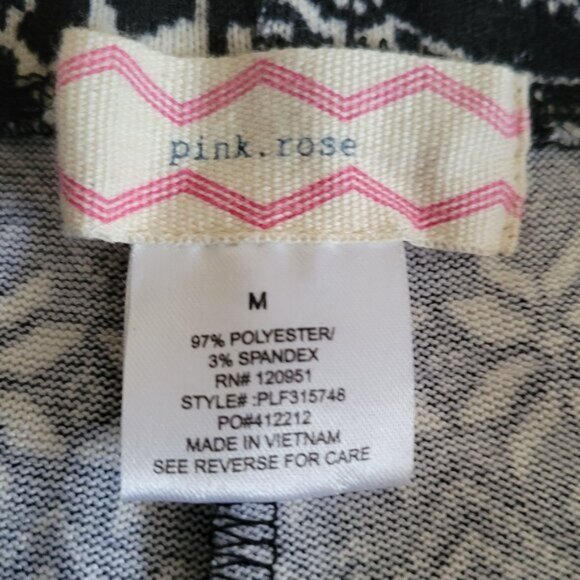 pink.rose
M
97% POLYESTER/
3% SPANDEX
RN# 120951
STYLE# :PLF315748
PO#412212
MADE IN VIETNAM
SEE REVERSE FOR CARE